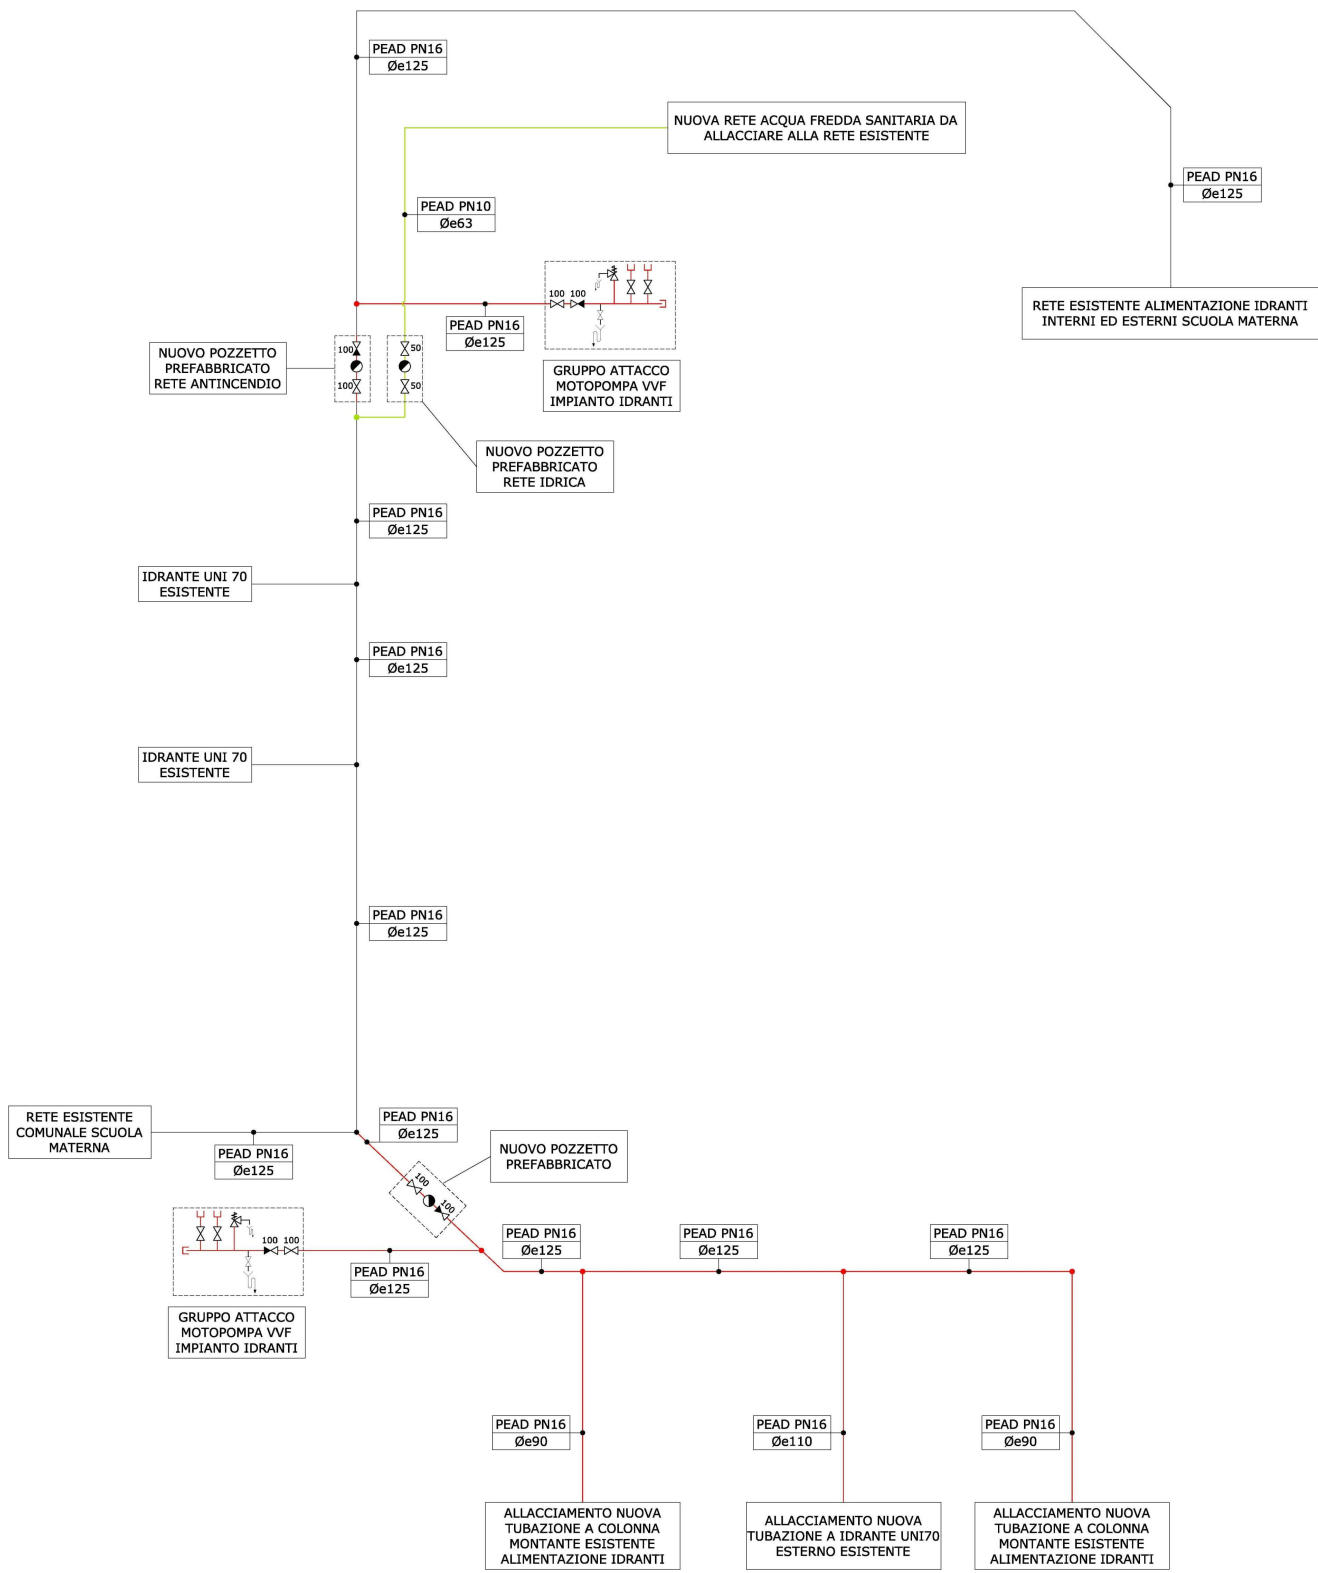 PEAD PN16
Øe125
NUOVA RETE ACQUA FREDDA SANITARIA DA
ALLACCIARE ALLA RETE ESISTENTE
PEAD PN16
Øe125
PEAD PN10
Øe63
100 100
PEAD PN16
Øe125
RETE ESISTENTE ALIMENTAZIONE IDRANTI
INTERNI ED ESTERNI SCUOLA MATERNA
NUOVO POZZETTO
PREFABBRICATO
RETE ANTINCENDIO
100
100
50
50
GRUPPO ATTACCO
MOTOPOMPA VVF
IMPIANTO IDRANTI
NUOVO POZZETTO
PREFABBRICATO
RETE IDRICA
PEAD PN16
Øe125
IDRANTE UNI 70
ESISTENTE
PEAD PN16
Øe125
IDRANTE UNI 70
ESISTENTE
PEAD PN16
Øe125
RETE ESISTENTE
COMUNALE SCUOLA
MATERNA
PEAD PN16
Øe125
PEAD PN16
Øe125
NUOVO POZZETTO
PREFABBRICATO
100
100
100 100
PEAD PN16
Øe125
GRUPPO ATTACCO
MOTOPOMPA VVF
IMPIANTO IDRANTI
PEAD PN16
Øe125
PEAD PN16
Øe125
PEAD PN16
Øe125
PEAD PN16
Øe90
PEAD PN16
Øe110
PEAD PN16
Øe90
ALLACCIAMENTO NUOVA
TUBAZIONE A COLONNA
MONTANTE ESISTENTE
ALIMENTAZIONE IDRANTI
ALLACCIAMENTO NUOVA
TUBAZIONE A IDRANTE UNI70
ESTERNO ESISTENTE
ALLACCIAMENTO NUOVA
TUBAZIONE A COLONNA
MONTANTE ESISTENTE
ALIMENTAZIONE IDRANTI